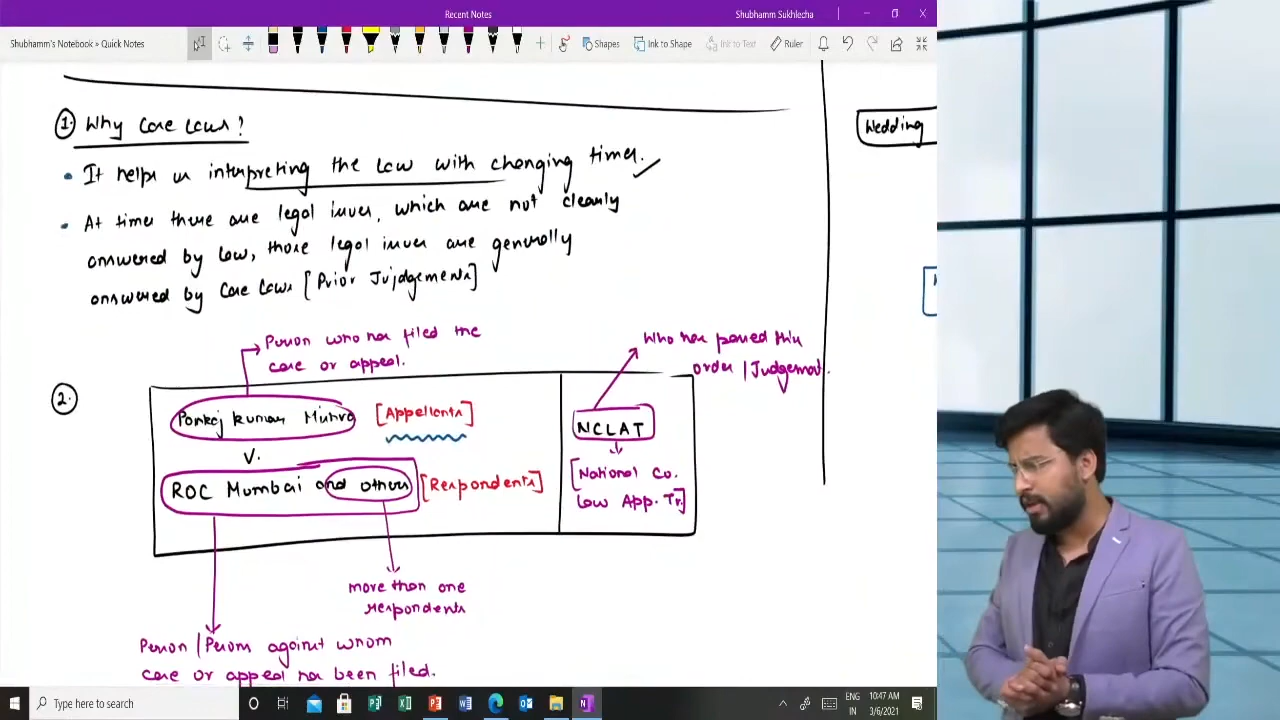 Recent Notes
Shubhamm Sukhlecha
Shubhamm's Notebook » Quick Notes
Shapes
Ink to Shape
Ink to Text
Ruler
1. Why Case Laws?
• It helps us interpreting the law with changing times.
• At times there are legal issues, which are not clearly
answered by law, those legal issues are generally
answered by Case Laws [Prior Jujdgements]
Person who has filed the
case or appeal.
Who has passed this
order / Judgement.
2.
Pankaj kumar Mishra [Appellants]
v.
ROC Mumbai and others [Respondents]
NCLAT
[National Co.
Law App. Tr.]
more than one
respondents
Person / Persons against whom
case or appeal has been filed.
Wedding
Type here to search
ENG
IN
10:47 AM
3/6/2021